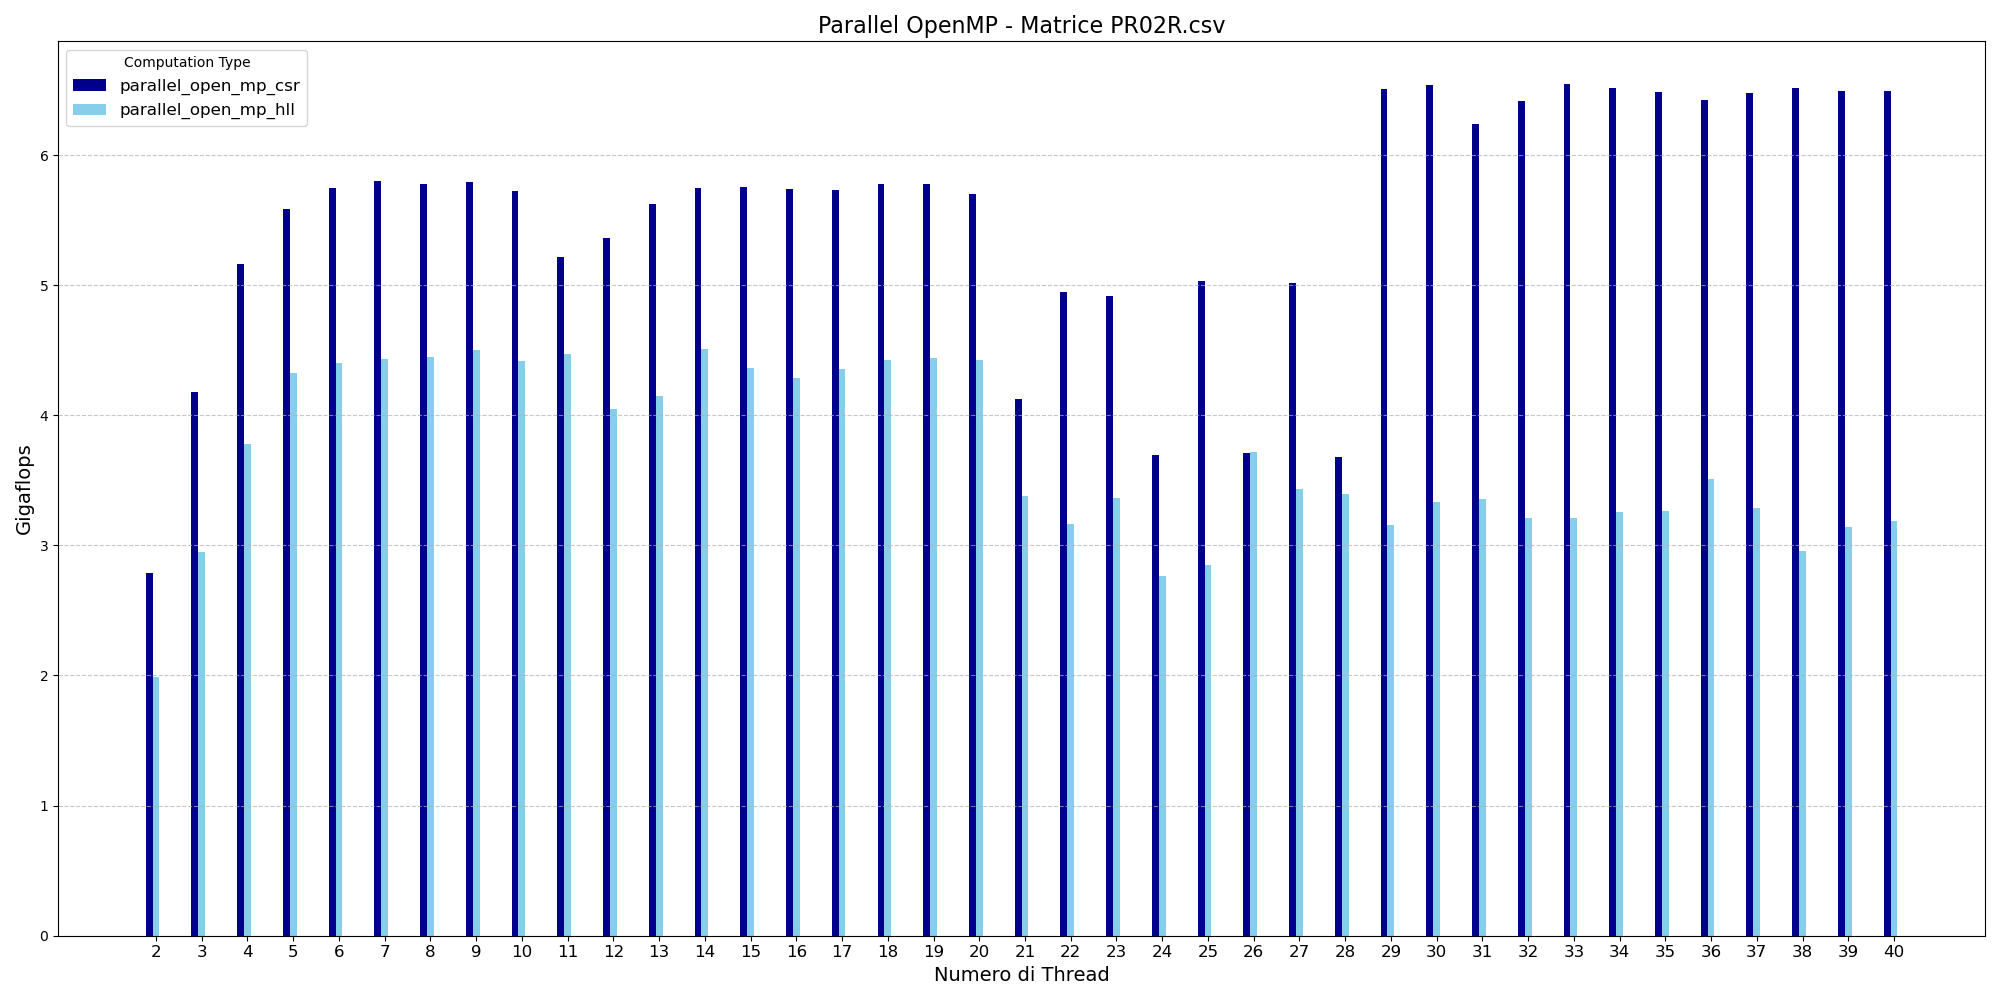 Parallel OpenMP - Matrice PR02R.csv
Computation Type
parallel_open_mp_csr
parallel_open_mp_hll
Gigaflops
6
5
4
3
2
1
0
2 3 4 5 6 7 8 9 10 11 12 13 14 15 16 17 18 19 20 21 22 23 24 25 26 27 28 29 30 31 32 33 34 35 36 37 38 39 40
Numero di Thread